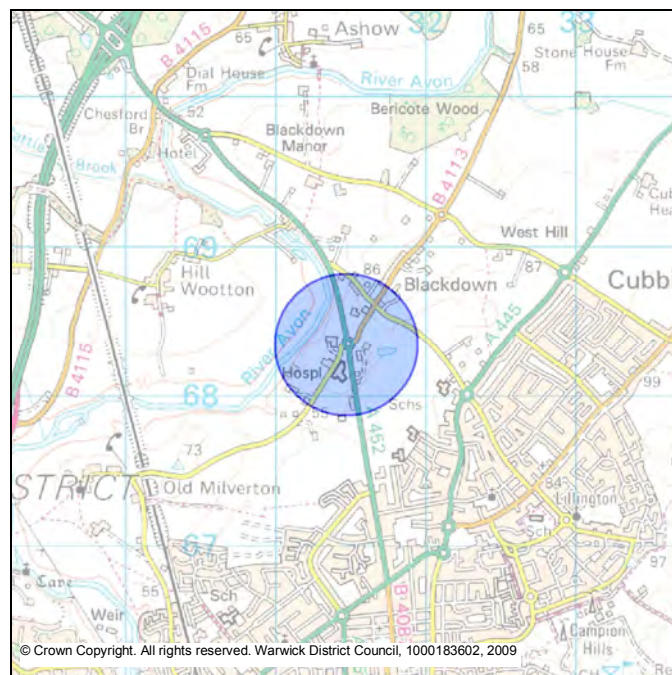 B 4115
65
Ashow
32
65
33
58
Stone House
Fm
Dial House
Fm
River Avon
Chesford
Br
52
Bericote Wood
Blackdown
Manor
Hotel
Brook
B 4113
West Hill
69
86
87
Hill
Wootton
Blackdown
Cubb
A 445
River Avon
B 4115
Hospl
99
68
Schs
452
73
STRICT
Old Milverton
84
Lillington
67
Sch
Sch
97
55
Weir
B 408
Campion
Hills
© Crown Copyright. All rights reserved. Warwick District Council, 1000183602, 2009